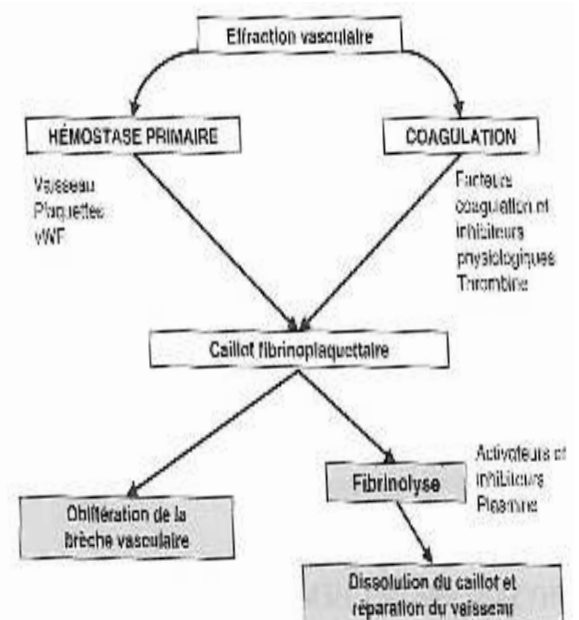 Effraction vasculaire
HÉMOSTASE PRIMAIRE
COAGULATION
Vaisseau
Plaquettes
vWF
Facteurs
coagulation et
inhibiteurs
physiologiques
Thrombine
Caillot fibrinoplaquettaire
Activateurs et
inhibiteurs
Plasmine
Fibrinolyse
Oblitération de la
brèche vasculaire
Dissolution du caillot et
réparation du vaisseau